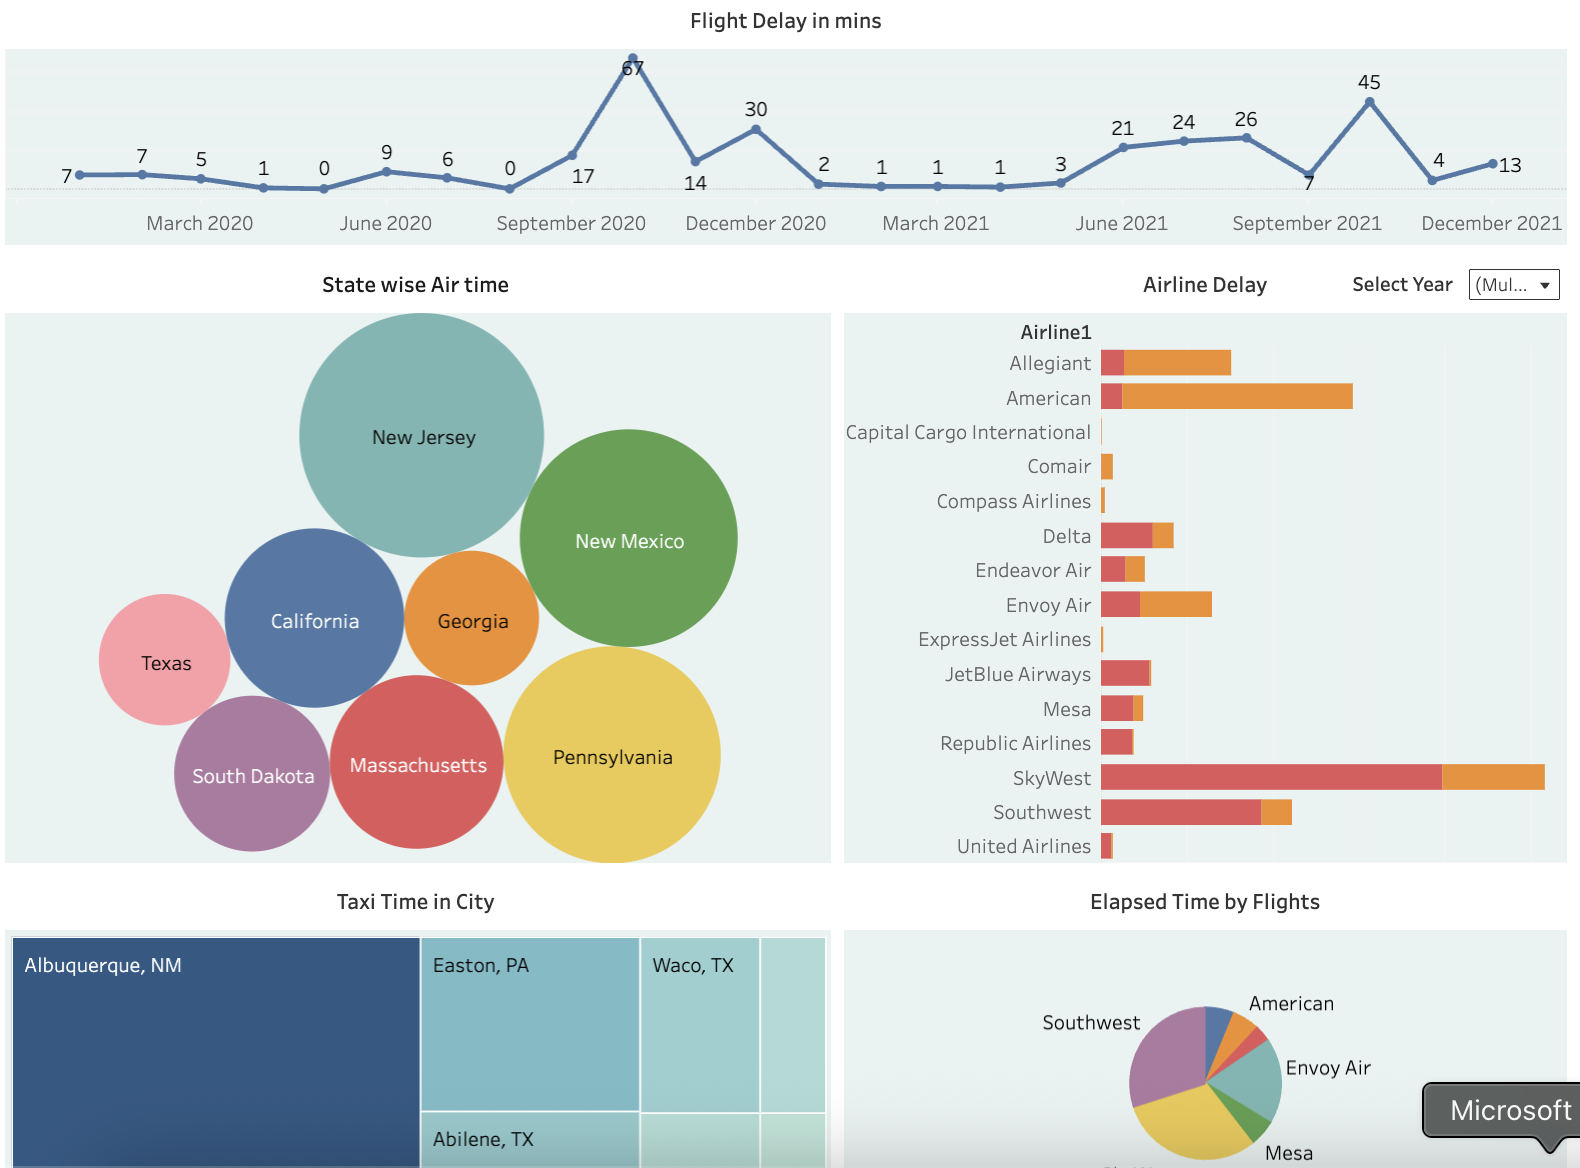 Flight Delay in mins
67
45
30
7
7
5
1
0
9
6
0
17
14
2
1
1
1
3
21
24
26
7
4
13
March 2020
June 2020
September 2020
December 2020
March 2021
June 2021
September 2021
December 2021
State wise Air time
New Jersey
New Mexico
California
Georgia
Texas
Pennsylvania
Massachusetts
South Dakota
Airline Delay
Select Year
(Mul...
Airline1
Allegiant
American
Capital Cargo International
Comair
Compass Airlines
Delta
Endeavor Air
Envoy Air
ExpressJet Airlines
JetBlue Airways
Mesa
Republic Airlines
SkyWest
Southwest
United Airlines
Taxi Time in City
Albuquerque, NM
Easton, PA
Waco, TX
Abilene, TX
Elapsed Time by Flights
American
Southwest
Envoy Air
Mesa
Microsoft